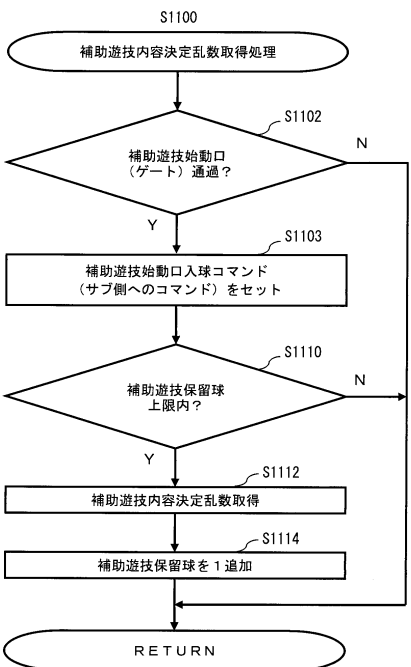 S1100
補助遊技内容決定乱数取得処理
S1102
補助遊技始動口
（ゲート）通過？
N
Y
S1103
補助遊技始動口入球コマンド
（サブ側へのコマンド）をセット
S1110
補助遊技保留球
上限内？
N
Y
S1112
補助遊技内容決定乱数取得
S1114
補助遊技保留球を１追加
ＲＥＴＵＲＮ